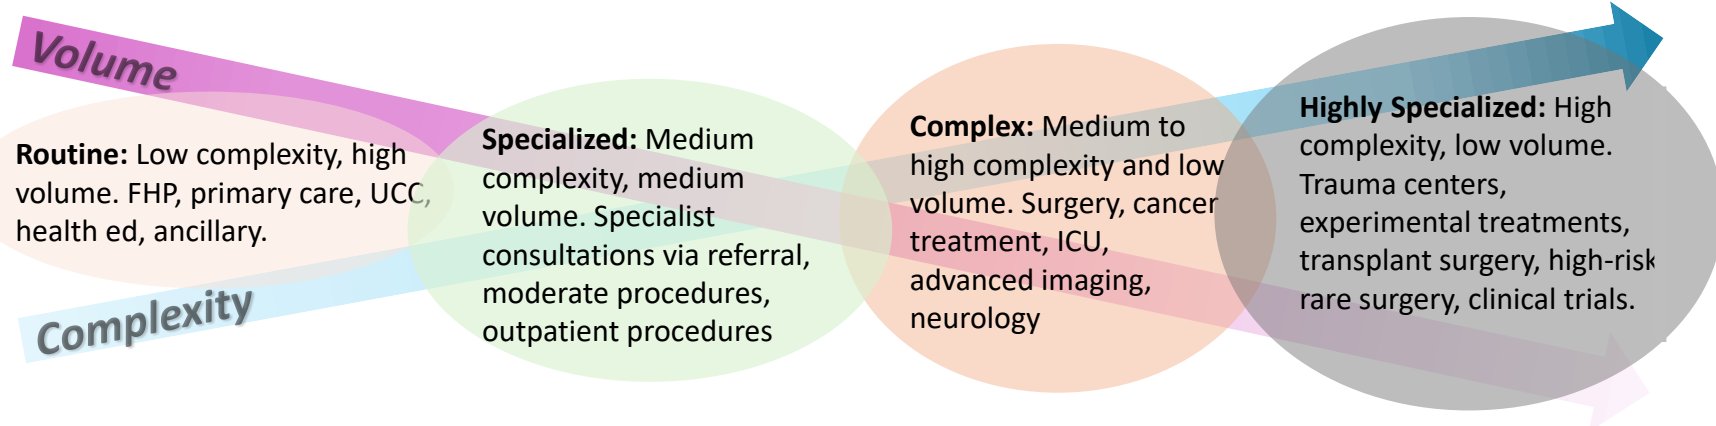 Volume
Routine: Low complexity, high
volume. FHP, primary care, UCC,
health ed, ancillary.
Complexity
Specialized: Medium
complexity, medium
volume. Specialist
consultations via referral,
moderate procedures,
outpatient procedures
Complex: Medium to
high complexity and low
volume. Surgery, cancer
treatment, ICU,
advanced imaging,
neurology
Highly Specialized: High
complexity, low volume.
Trauma centers,
experimental treatments,
transplant surgery, high-risk
rare surgery, clinical trials.